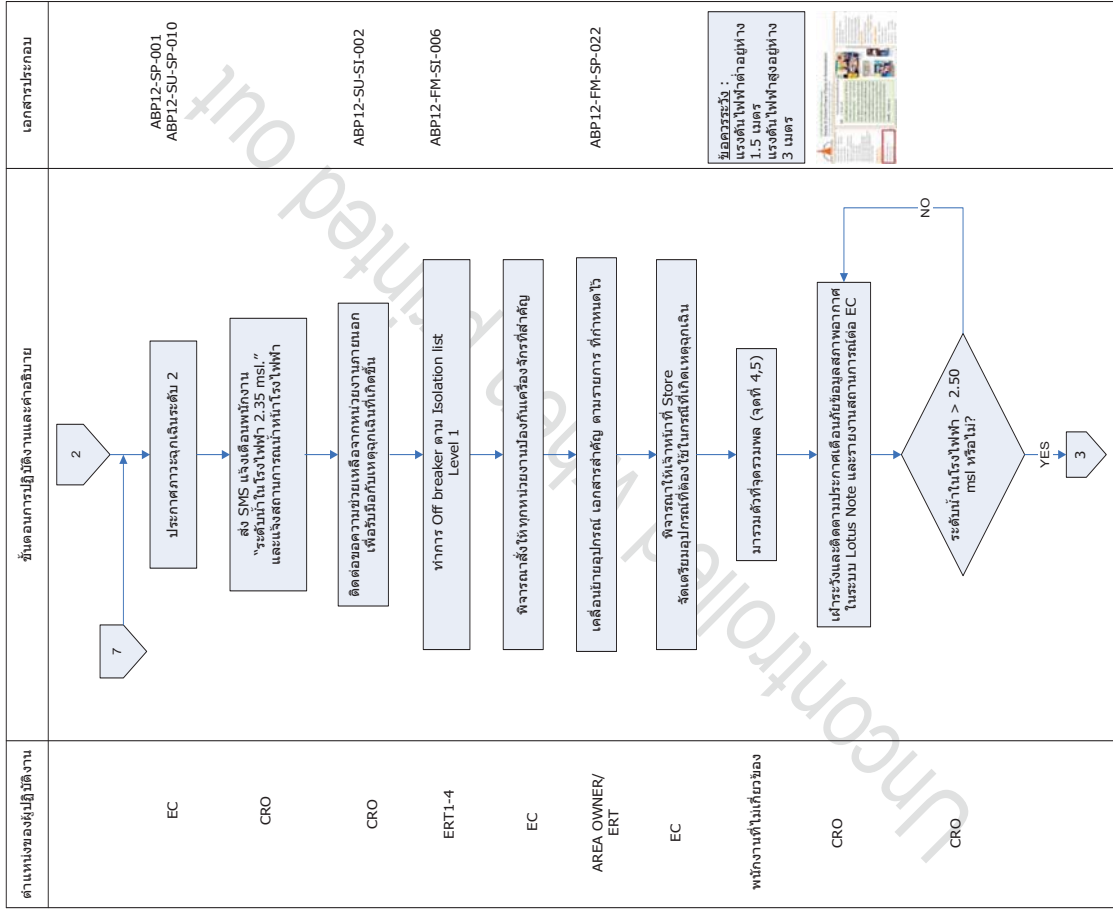 ตำแหน่งของผู้ปฏิบัติงาน
ขั้นตอนการปฏิบัติงานและคำอธิบาย
เอกสารประกอบ
2
7
EC
ประกาศภาวะฉุกเฉินระดับ 2
ABP12-SP-001
ABP12-SU-SP-010
CRO
ส่ง SMS แจ้งเตือนพนักงาน
“ระดับน้ำในโรงไฟฟ้า 2.35 msl.”
และแจ้งสถานการณ์น้ำหน้าโรงไฟฟ้า
CRO
ติดต่อขอความช่วยเหลือจากหน่วยงานภายนอก
เพื่อรับมือกับเหตุฉุกเฉินที่เกิดขึ้น
ABP12-SU-SI-002
ERT1-4
ทำการ Off breaker ตาม Isolation list
Level 1
ABP12-FM-SI-006
EC
พิจารณาสั่งให้ทุกหน่วยงานป้องกันเครื่องจักรที่สำคัญ
AREA OWNER/
ERT
เคลื่อนย้ายอุปกรณ์ เอกสารสำคัญ ตามรายการ ที่กำหนดไว้
ABP12-FM-SP-022
EC
พิจารณาให้เจ้าหน้าที่ Store
จัดเตรียมอุปกรณ์ที่ต้องใช้ในกรณีที่เกิดเหตุฉุกเฉิน
พนักงานที่ไม่เกี่ยวข้อง
มารวมตัวที่จุดรวมพล (จุดที่ 4,5)
ข้อควรระวัง :
แรงดันไฟฟ้าต่ำอยู่ห่าง
1.5 เมตร
แรงดันไฟฟ้าสูงอยู่ห่าง
3 เมตร
CRO
เฝ้าระวังและติดตามประกาศเตือนภัยข้อมูลสภาพอากาศ
ในระบบ Lotus Note และรายงานสถานการณ์ต่อ EC
CRO
ระดับน้ำในโรงไฟฟ้า > 2.50
msl หรือไม่?
NO
YES
3
Uncontrolled when printed out